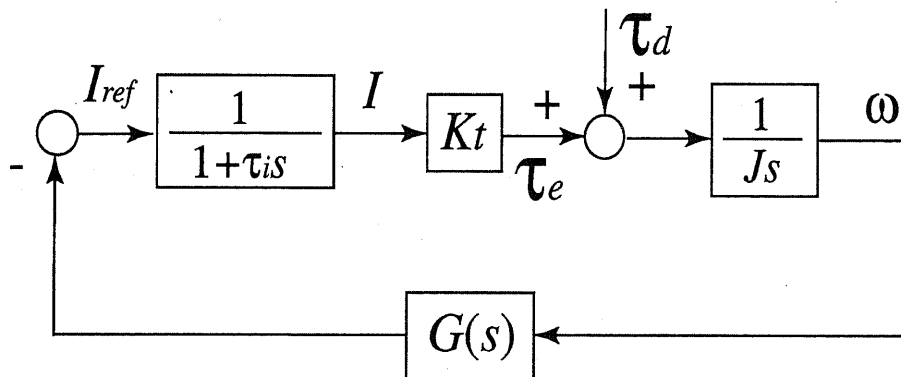 τd
Iref
1
1+τis
I
Kt
+
+
τe
1
Js
ω
-
G(s)